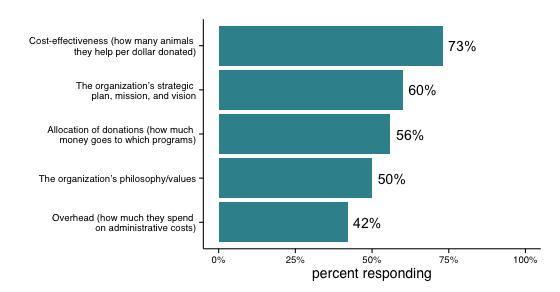 Cost-effectiveness (how many animals
they help per dollar donated)
73%
The organization's strategic
plan, mission, and vision
60%
Allocation of donations (how much
money goes to which programs)
56%
The organization's philosophy/values
50%
Overhead (how much they spend
on administrative costs)
42%
0% 25% 50% 75% 100%
percent responding